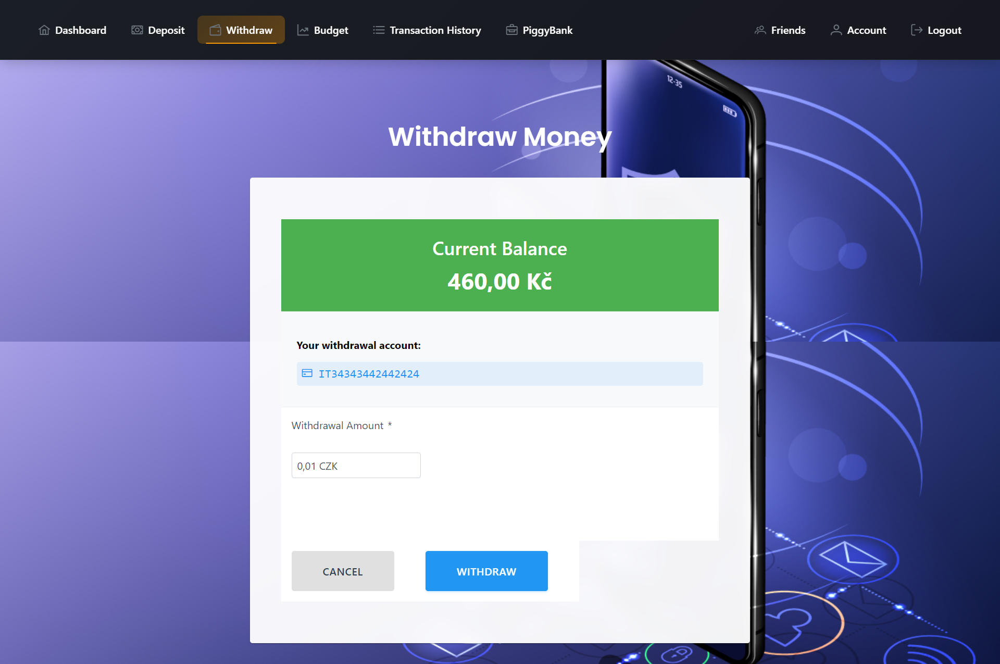 Dashboard Deposit Withdraw Budget Transaction History PiggyBank Friends Account Logout
12-35
Withdraw Money
Current Balance
460,00 Kč
Your withdrawal account:
IT34343442442424
Withdrawal Amount *
0,01 CZK
CANCEL WITHDRAW